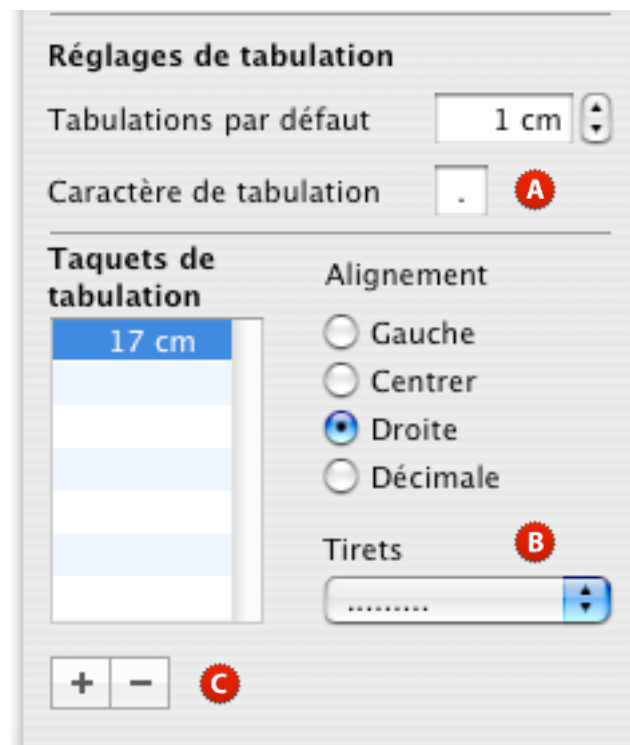 Réglages de tabulation
Tabulations par défaut 1 cm
Caractère de tabulation . A
Taquets de
tabulation
Alignement
17 cm
Gauche
Centrer
Droite
Décimale
Tirets B
.........
+ − C